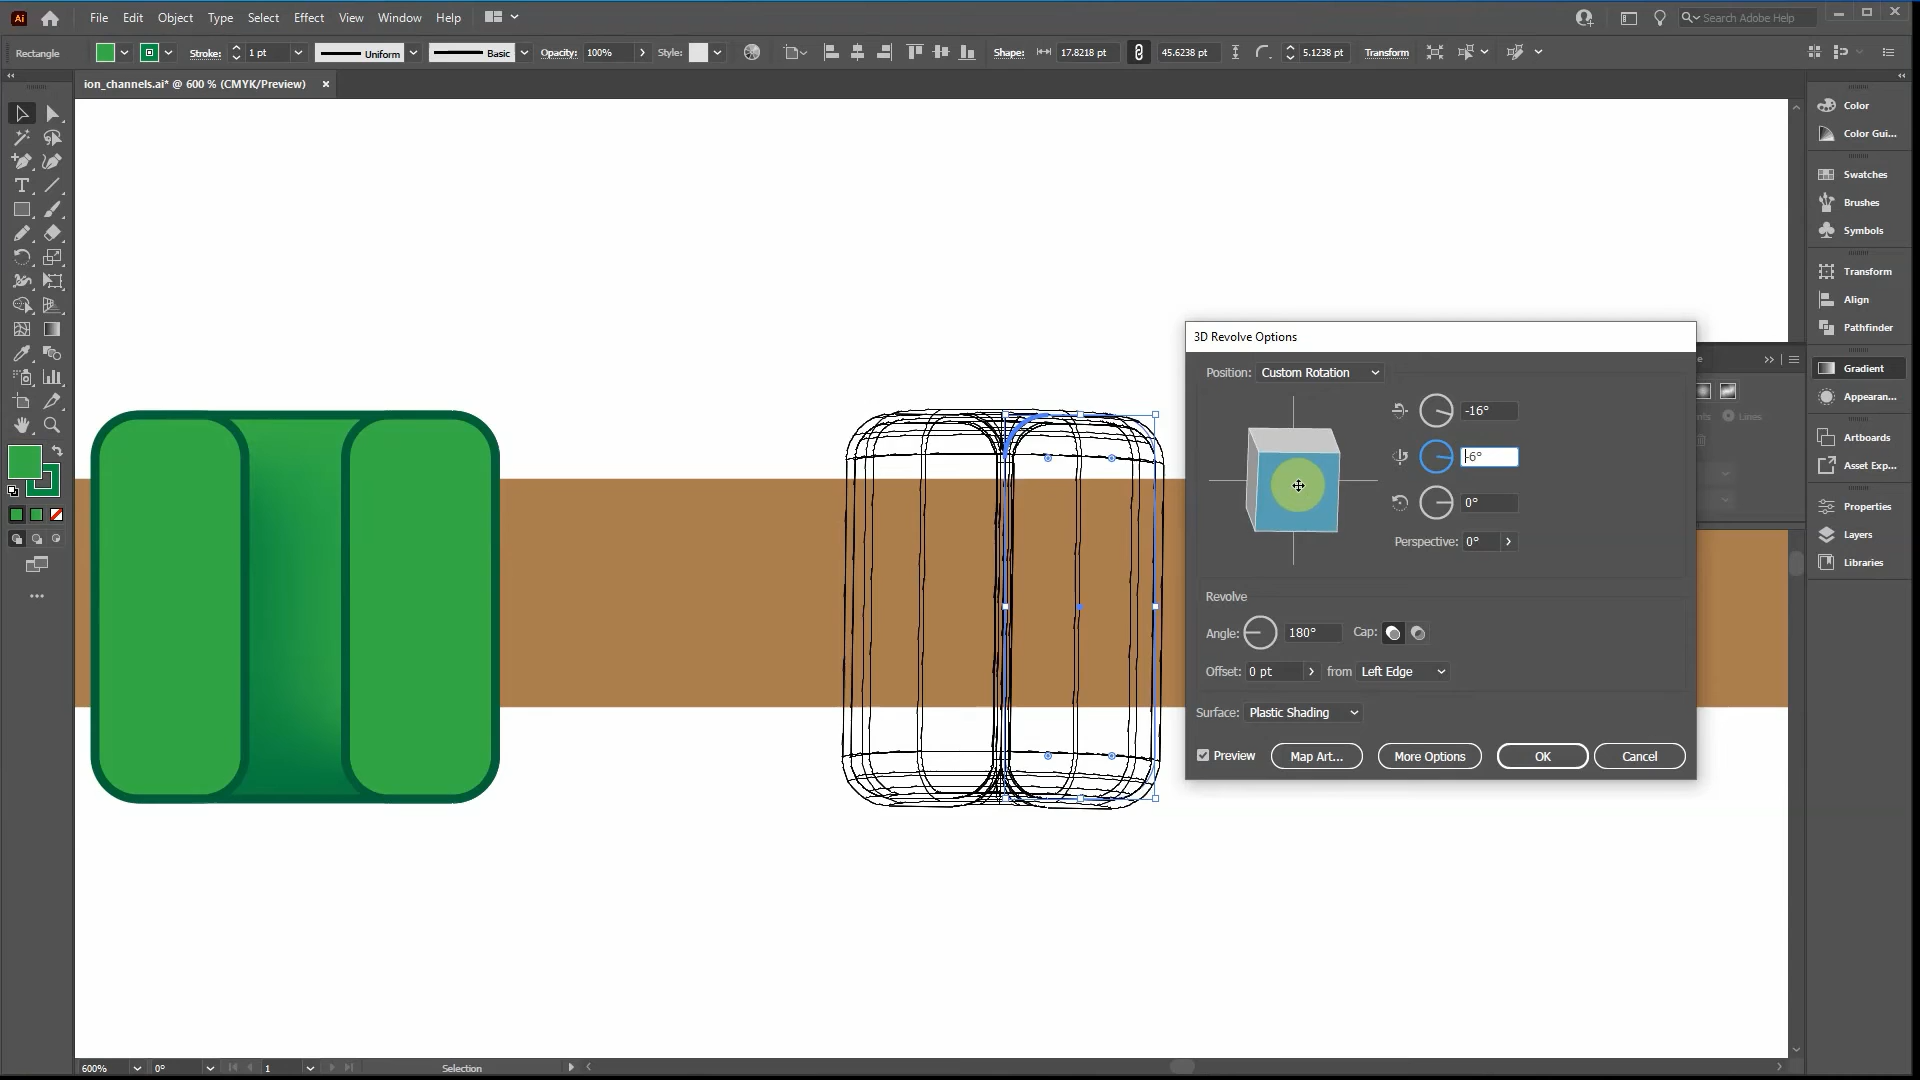 Ai File Edit Object Type Select Effect View Window Help Search Adobe Help
Rectangle Stroke: 1 pt Uniform Basic Opacity: 100% Style: Shape: 17.8218 pt 45.6238 pt 5.1238 pt Transform
ion_channels.ai* @ 600 % (CMYK/Preview)
Color
Color Gui...
Swatches
Brushes
Symbols
Transform
Align
Pathfinder
Gradient
Appearan...
Artboards
Asset Exp...
Properties
Layers
Libraries
Lines
3D Revolve Options
Position: Custom Rotation
-16°
-6°
0°
Perspective: 0°
Revolve
Angle: 180° Cap:
Offset: 0 pt from Left Edge
Surface: Plastic Shading
Preview Map Art... More Options OK Cancel
600% 0° 1 Selection